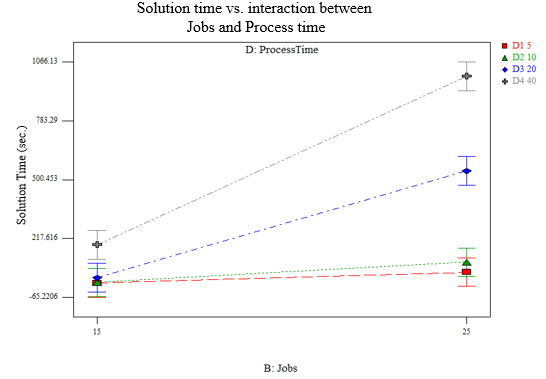 Solution time vs. interaction between
Jobs and Process time
D: ProcessTime
D1 5
D2 10
D3 20
D4 40
Solution Time (sec.)
1066.13
783.29
500.453
217.616
-65.2206
15
25
B: Jobs